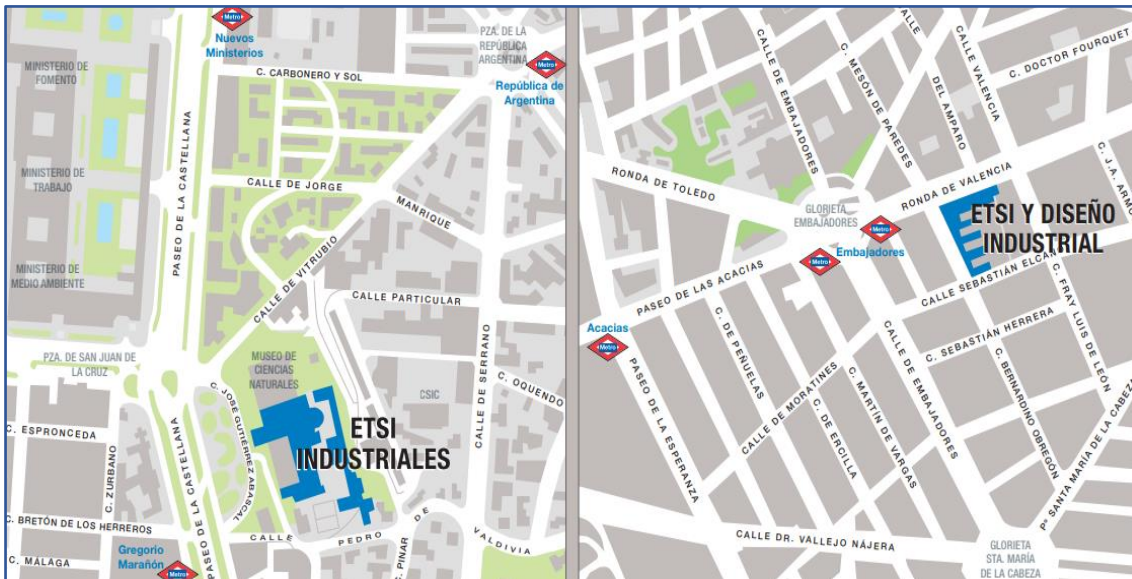 Metro
Nuevos
Ministerios
PZA. DE LA
REPÚBLICA
ARGENTINA
Metro
República de
Argentina
MINISTERIO DE
FOMENTO
C. CARBONERO Y SOL
PASEO DE LA CASTELLANA
MINISTERIO DE
TRABAJO
CALLE DE JORGE
MANRIQUE
MINISTERIO DE
MEDIO AMBIENTE
CALLE DE VITRUBIO
CALLE PARTICULAR
PZA. DE SAN JUAN DE
LA CRUZ
MUSEO DE
CIENCIAS
NATURALES
CSIC
CALLE DE SERRANO
C. OQUENDO
C. JOSÉ GUTIÉRREZ ABASCAL
ETSI
INDUSTRIALES
C. ESPRONCEDA
C. ZURBANO
PASEO DE LA CASTELLANA
C. BRETÓN DE LOS HERREROS
CALLE PEDRO DE VALDIVIA
C. PINAR
C. MÁLAGA
Gregorio
Marañón
Metro
CALLE
DEL AMPARO
CALLE DE EMBAJADORES
C. MESÓN DE PAREDES
CALLE VALENCIA
C. DOCTOR FOURQUET
RONDA DE TOLEDO
GLORIETA
EMBAJADORES
RONDA DE VALENCIA
C. J.A. ARMO
Metro
Embajadores
Metro
ETSI Y DISEÑO
INDUSTRIAL
PASEO DE LAS ACACIAS
CALLE SEBASTIÁN ELCANO
Acacias
Metro
C. DE PEÑUELAS
C. SEBASTIÁN HERRERA
C. FRAY LUIS DE LEÓN
PASEO DE LA ESPERANZA
CALLE DE MORATINES
C. DE ERCILLA
C. MARTÍN DE VARGAS
CALLE DE EMBAJADORES
C. BERNARDINO OBREGÓN
Pº SANTA MARÍA DE LA CABEZA
CALLE DR. VALLEJO NÁJERA
GLORIETA
STA. MARÍA
DE LA CABEZA